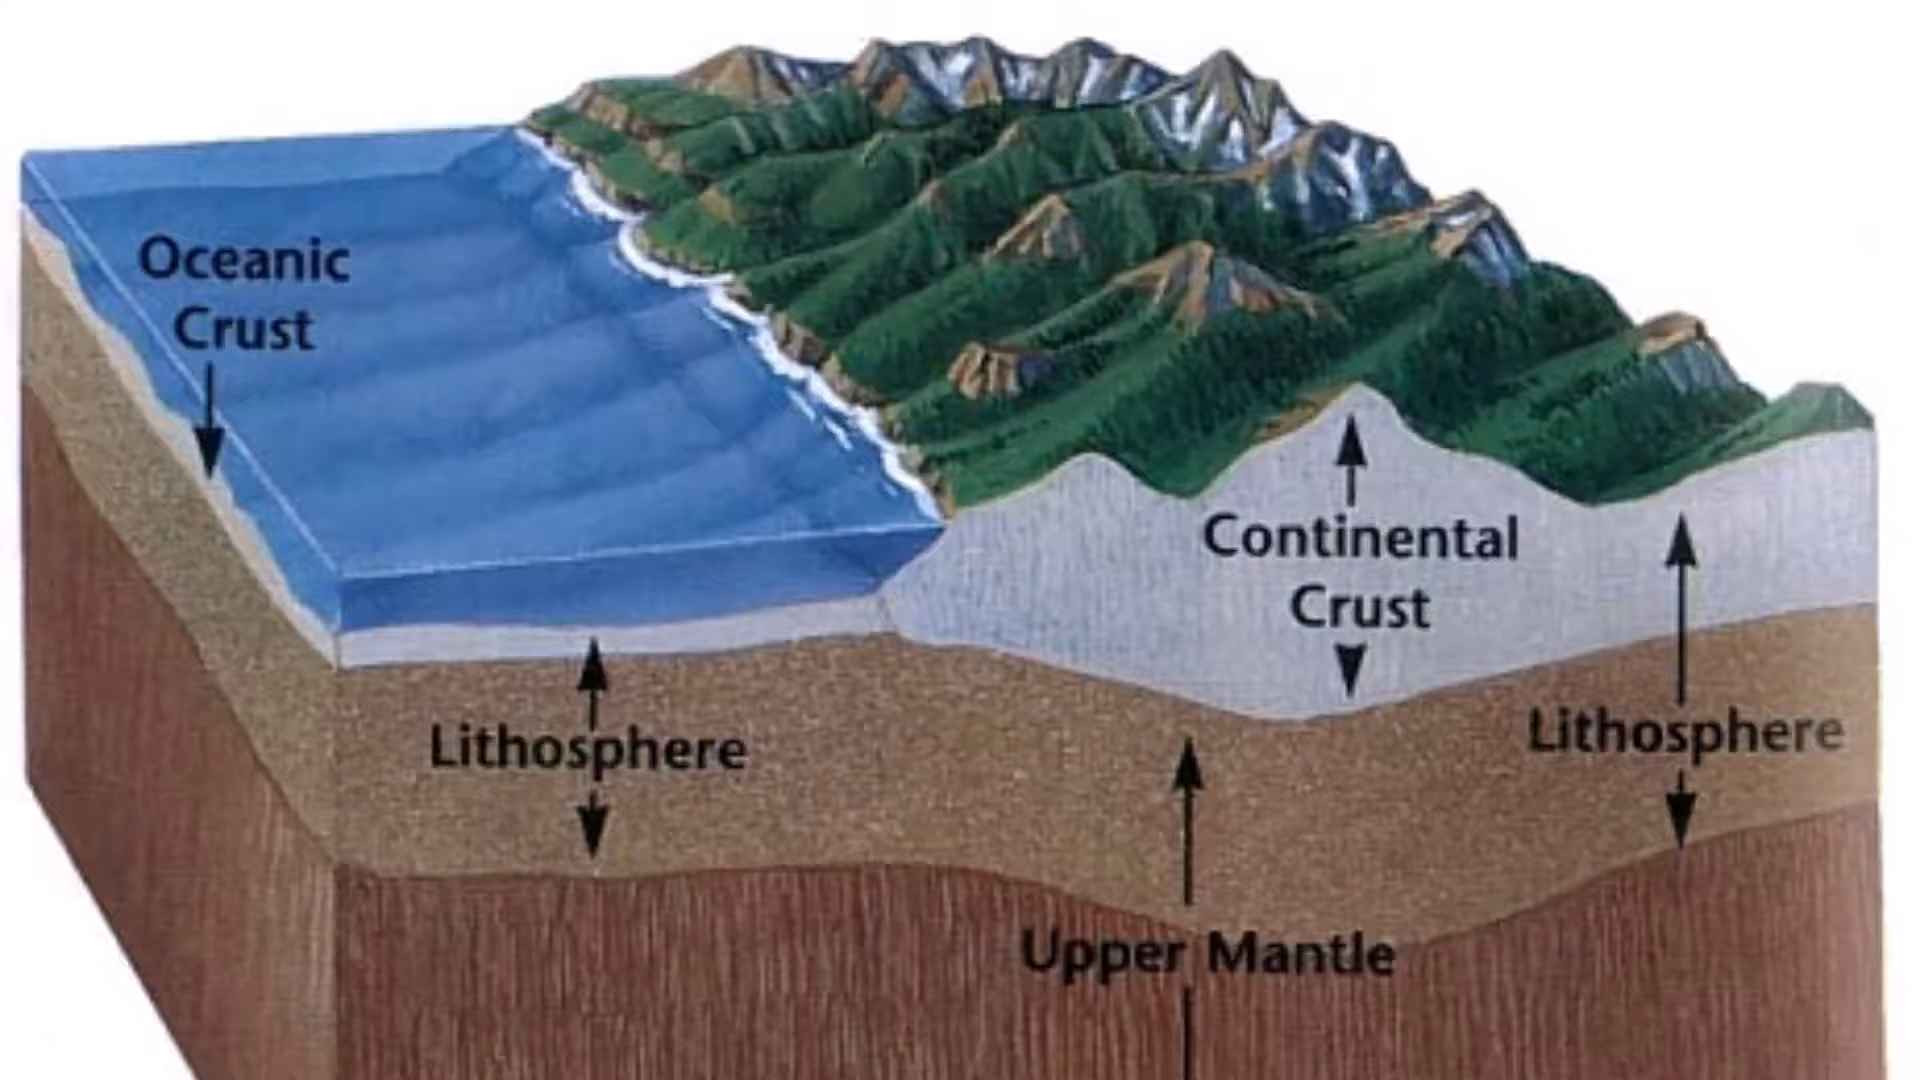 Oceanic
Crust
Continental
Crust
Lithosphere
Lithosphere
Upper Mantle